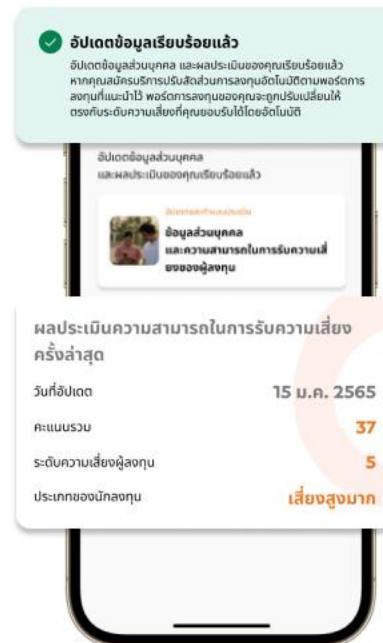 อัปเดตข้อมูลเรียบร้อยแล้ว
อัปเดตข้อมูลส่วนบุคคล และผลประเมินของคุณเรียบร้อยแล้ว
หากคุณสมัครบริการปรับสัดส่วนการลงทุนอัตโนมัติตามพอร์ตการ
ลงทุนที่แนะนำไว้ พอร์ตการลงทุนของคุณจะถูกปรับเปลี่ยนให้
ตรงกับระดับความเสี่ยงที่คุณยอมรับได้โดยอัตโนมัติ
อัปเดตข้อมูลส่วนบุคคล
และผลประเมินของคุณเรียบร้อยแล้ว
อัปเดตและทำแบบประเมิน
ข้อมูลส่วนบุคคล
และความสามารถในการรับความเสี่
ยงของผู้ลงทุน
ผลประเมินความสามารถในการรับความเสี่ยง
ครั้งล่าสุด
วันที่อัปเดต 15 ม.ค. 2565
คะแนนรวม 37
ระดับความเสี่ยงผู้ลงทุน 5
ประเภทของนักลงทุน เสี่ยงสูงมาก